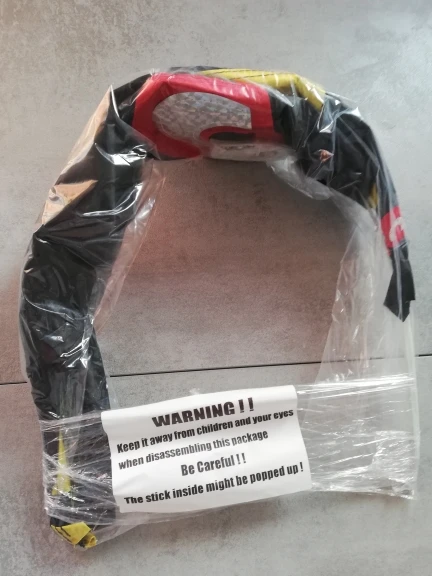 WARNING ! !
Keep it away from children and your eyes
when disassembling this package
Be Careful ! !
The stick inside might be popped up !